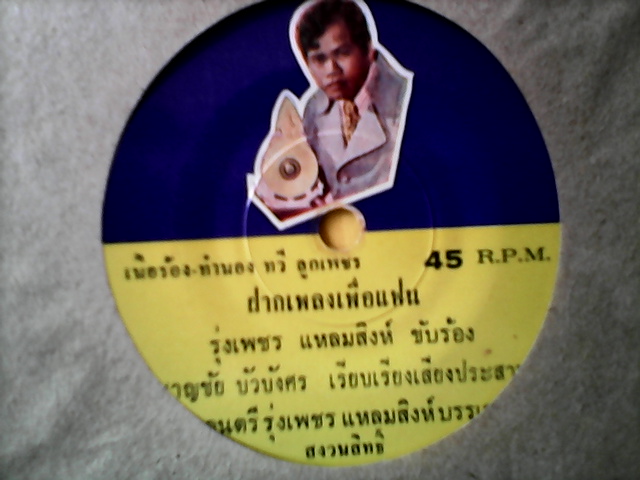 เนื้อร้อง-ทำนอง ทวี ลูกเพชร
45 R.P.M.
ฝากเพลงเพื่อแฟน
รุ่งเพชร แหลมสิงห์ ขับร้อง
บัวบังศร เรียบเรียงเสียงประสา
รุ่งเพชร แหลมสิงห์
สงวนสิทธิ์